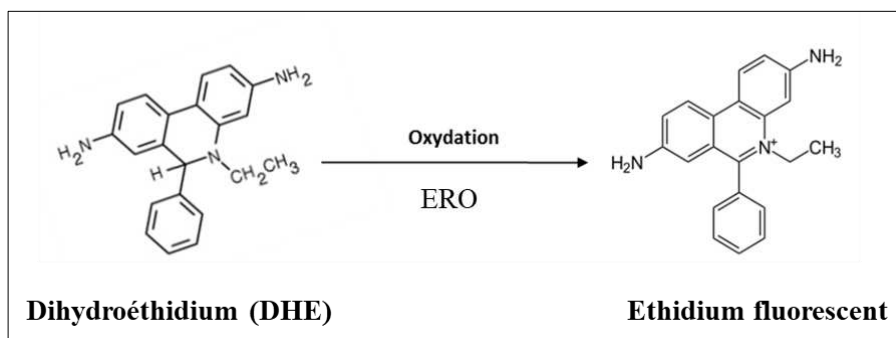 NH2
NH2
H2N
N
H
CH2CH3
Oxydation
ERO
H2N
N+
CH3
Dihydroéthidium (DHE)
Ethidium fluorescent